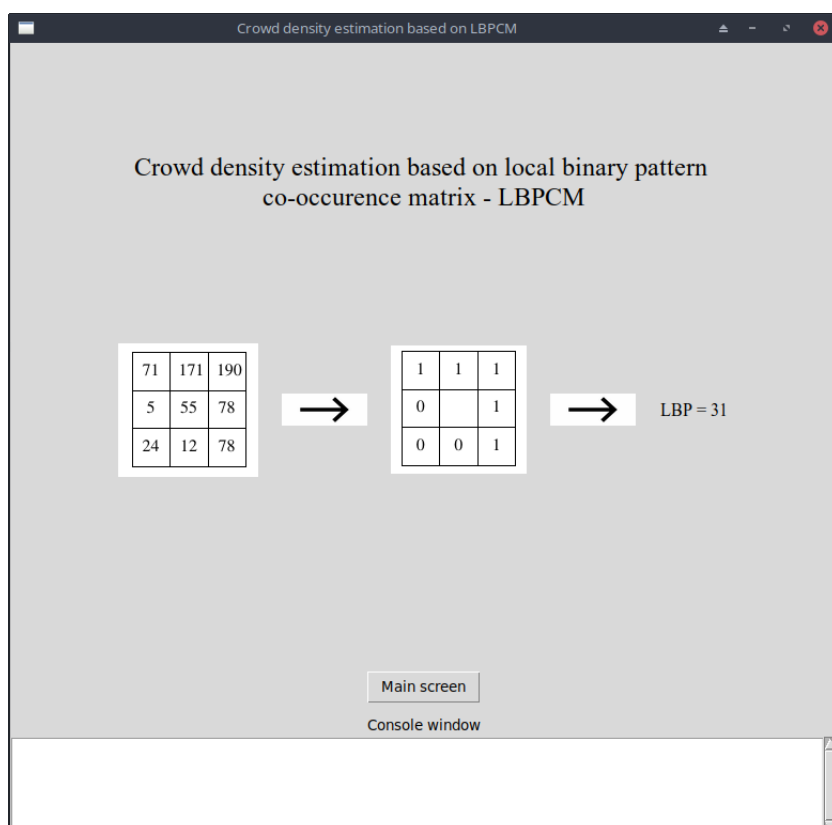 Crowd density estimation based on LBPCM
Crowd density estimation based on local binary pattern
co-occurence matrix - LBPCM
71 171 190
5 55 78
24 12 78
1 1 1
0 1
0 0 1
LBP = 31
Main screen
Console window